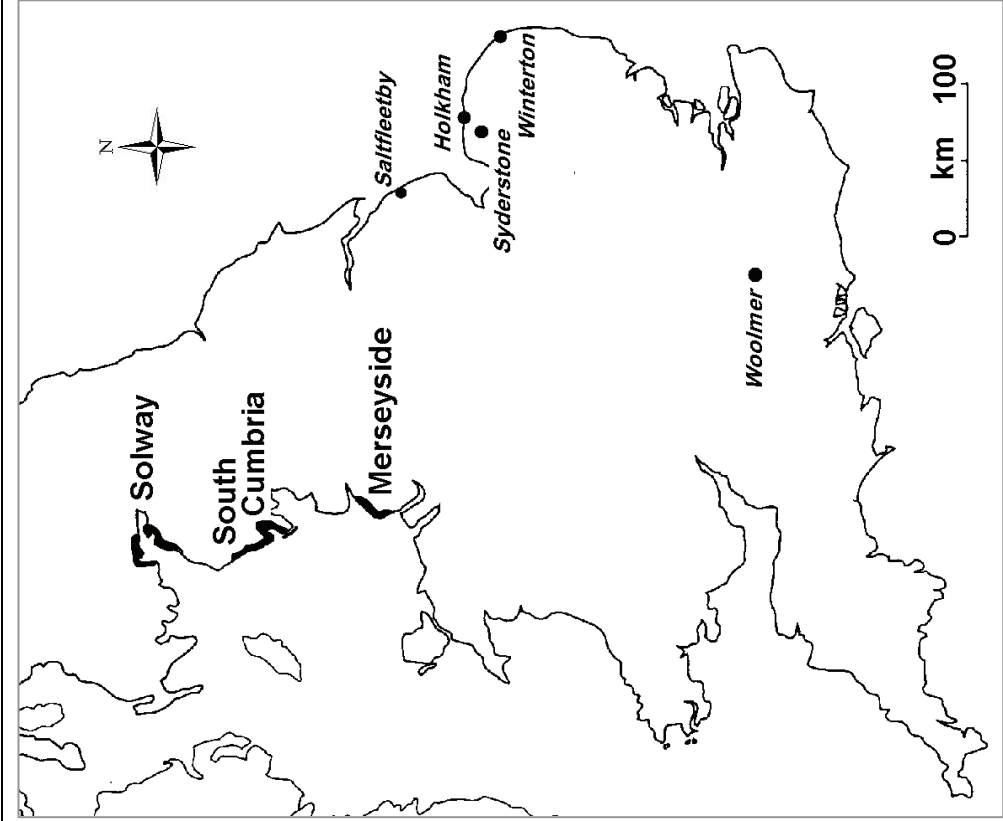 N
Solway
South
Cumbria
Merseyside
Saltfleetby
Holkham
Syderstone
Winterton
Woolmer
0 km 100